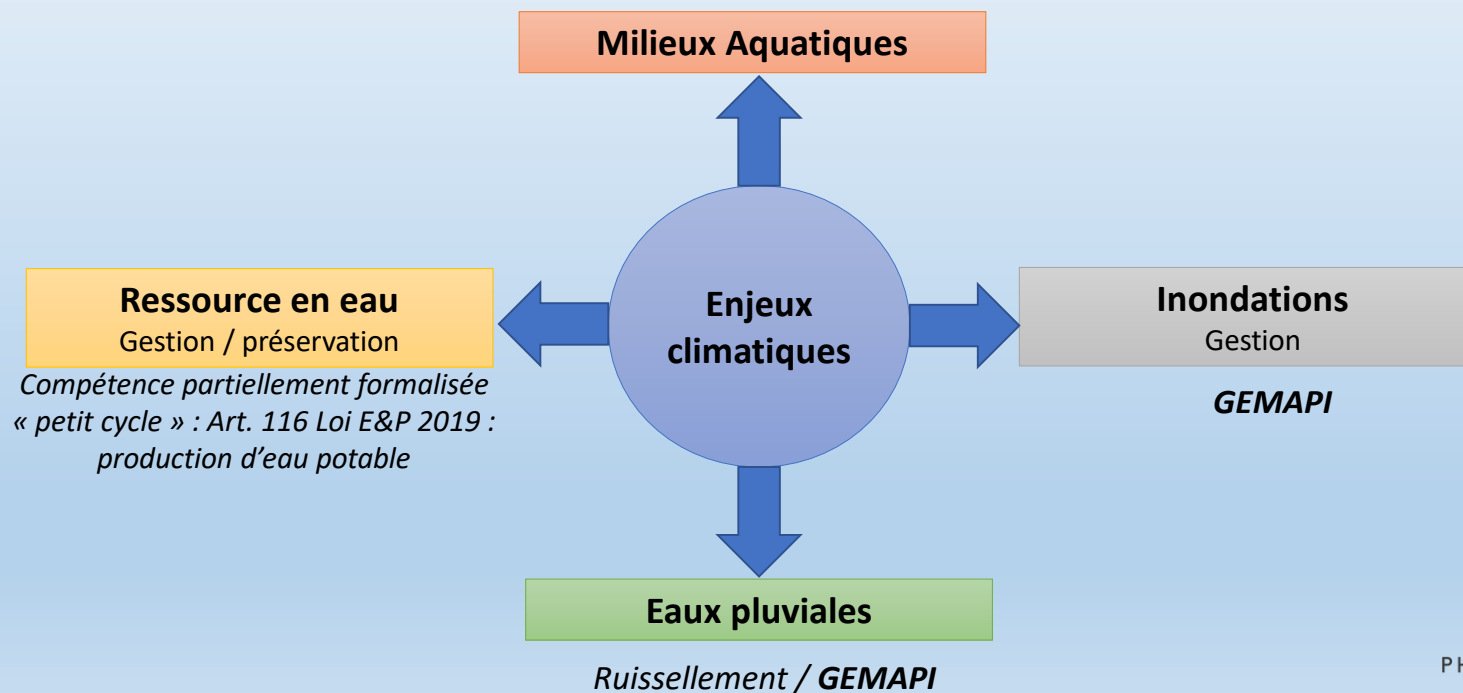 Milieux Aquatiques
Ressource en eau
Gestion / préservation
Compétence partiellement formalisée
« petit cycle » : Art. 116 Loi E&P 2019 :
production d'eau potable
Enjeux
climatiques
Inondations
Gestion
GEMAPI
Eaux pluviales
Ruissellement / GEMAPI
PH